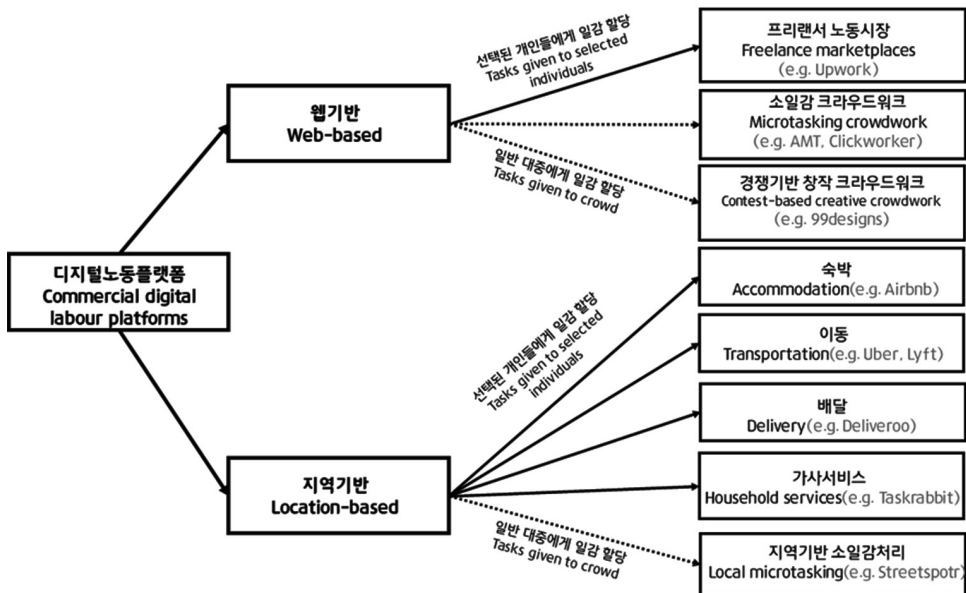 디지털노동플랫폼
Commercial digital
labour platforms
웹기반
Web-based
지역기반
Location-based
선택된 개인들에게 일감 할당
Tasks given to selected
individuals
일반 대중에게 일감 할당
Tasks given to crowd
선택된 개인들에게 일감 할당
Tasks given to selected
individuals
일반 대중에게 일감 할당
Tasks given to crowd
프리랜서 노동시장
Freelance marketplaces
(e.g. Upwork)
소일감 크라우드워크
Microtasking crowdwork
(e.g. AMT, Clickworker)
경쟁기반 창작 크라우드워크
Contest-based creative crowdwork
(e.g. 99designs)
숙박
Accommodation(e.g. Airbnb)
이동
Transportation(e.g. Uber, Lyft)
배달
Delivery(e.g. Deliveroo)
가사서비스
Household services(e.g. Taskrabbit)
지역기반 소일감처리
Local microtasking(e.g. Streetspotr)